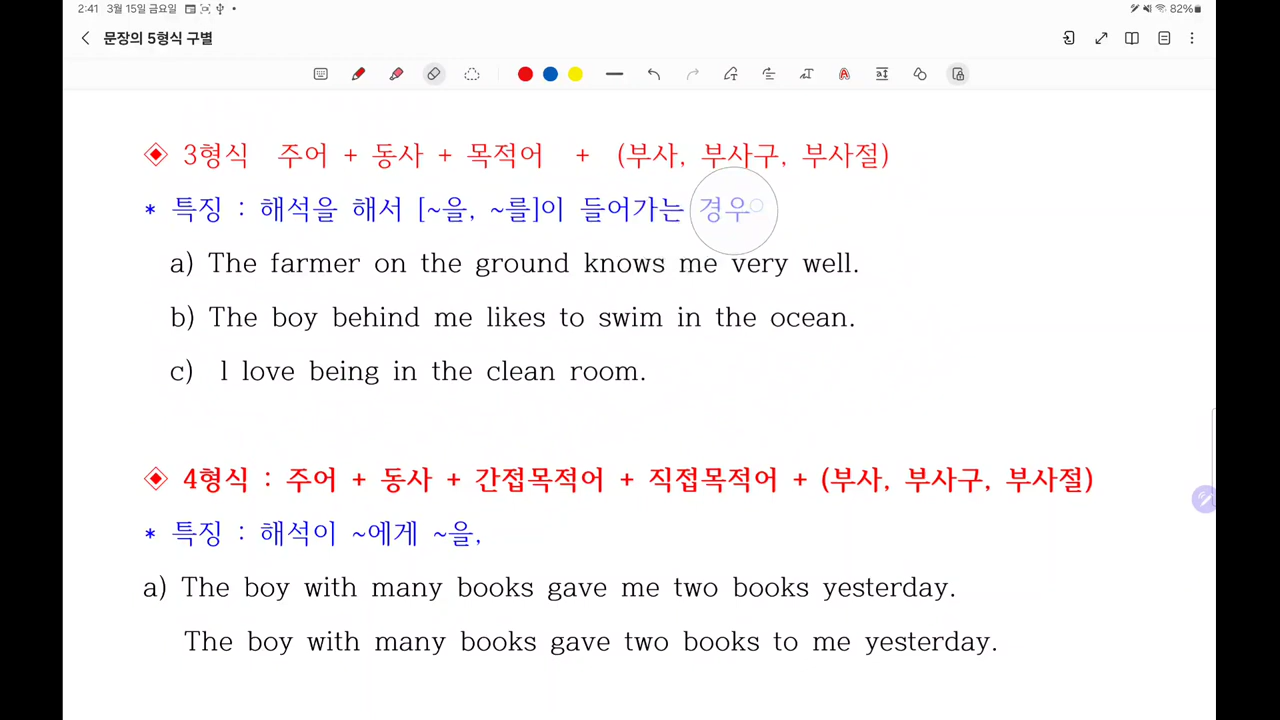 2:41 3월 15일 금요일
82%
문장의 5형식 구별
◈ 3형식 주어 + 동사 + 목적어 + (부사, 부사구, 부사절)
* 특징 : 해석을 해서 [~을, ~를]이 들어가는 경우
a) The farmer on the ground knows me very well.
b) The boy behind me likes to swim in the ocean.
c) l love being in the clean room.
◈ 4형식 : 주어 + 동사 + 간접목적어 + 직접목적어 + (부사, 부사구, 부사절)
* 특징 : 해석이 ~에게 ~을,
a) The boy with many books gave me two books yesterday.
The boy with many books gave two books to me yesterday.